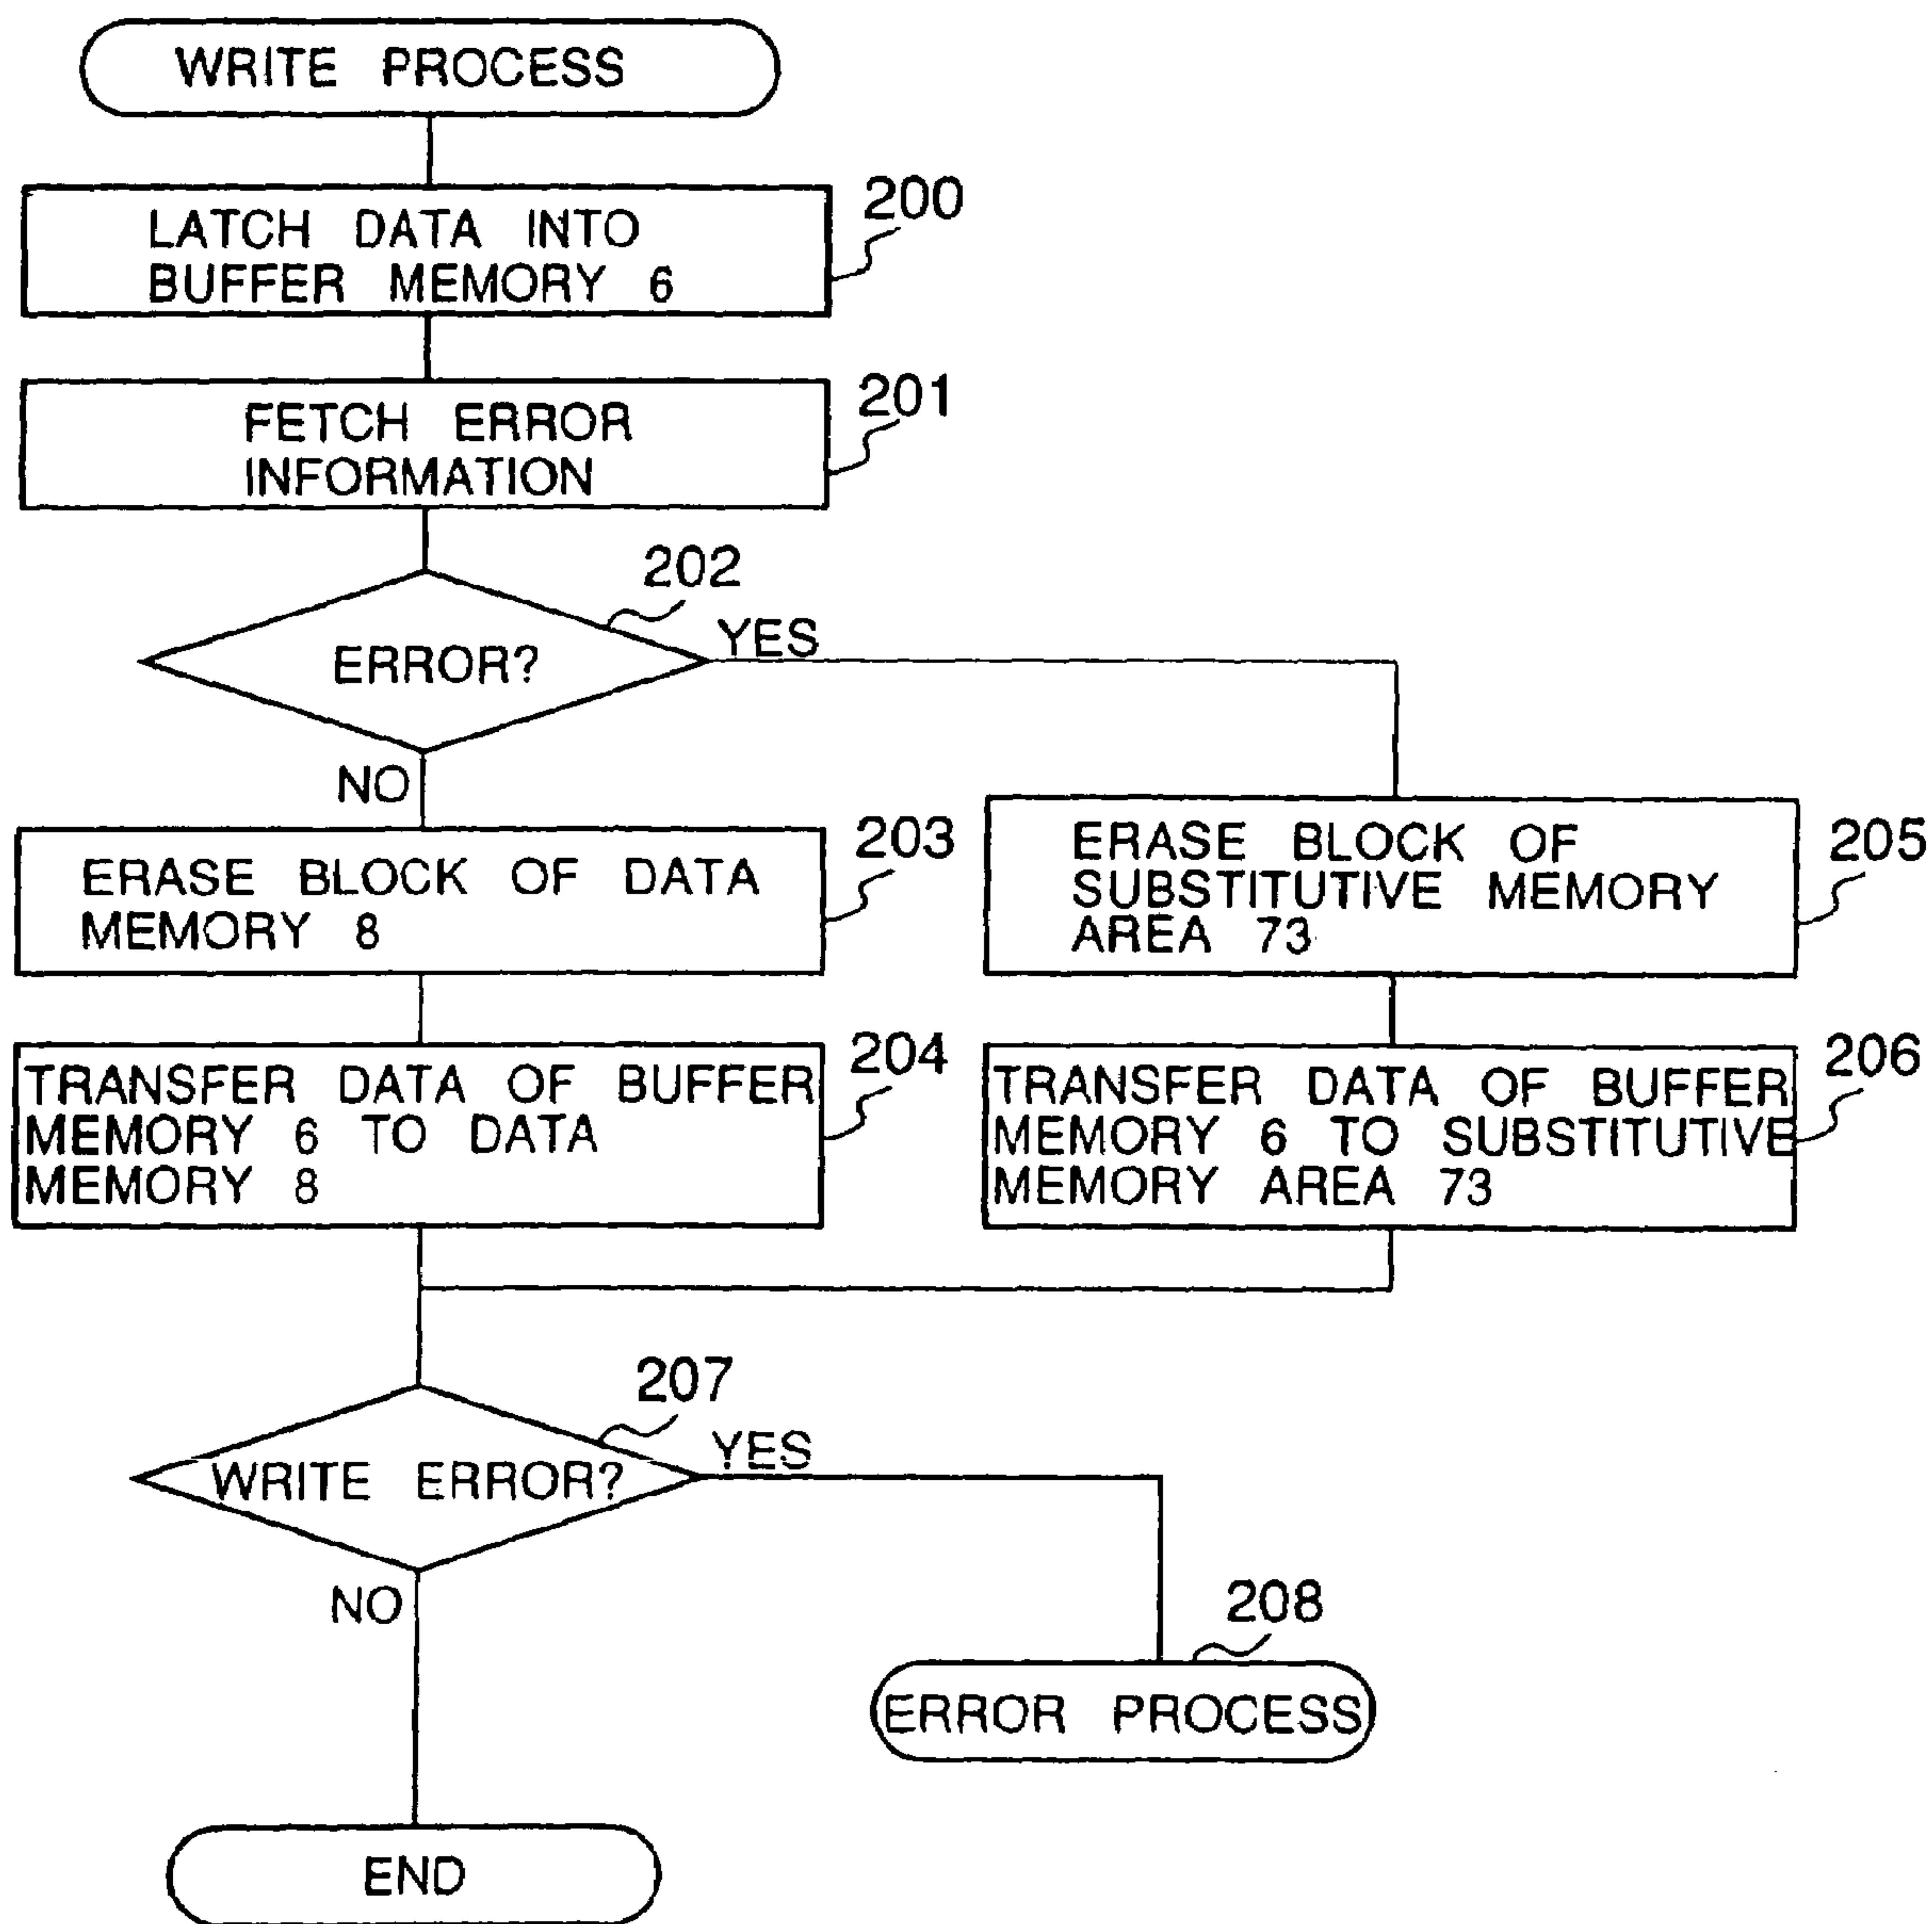 WRITE PROCESS
200
LATCH DATA INTO
BUFFER MEMORY 6
201
FETCH ERROR
INFORMATION
202
ERROR?
YES
NO
203
ERASE BLOCK OF DATA
MEMORY 8
205
ERASE BLOCK OF
SUBSTITUTIVE MEMORY
AREA 73
204
TRANSFER DATA OF BUFFER
MEMORY 6 TO DATA
MEMORY 8
206
TRANSFER DATA OF BUFFER
MEMORY 6 TO SUBSTITUTIVE
MEMORY AREA 73
207
WRITE ERROR?
YES
NO
208
ERROR PROCESS
END